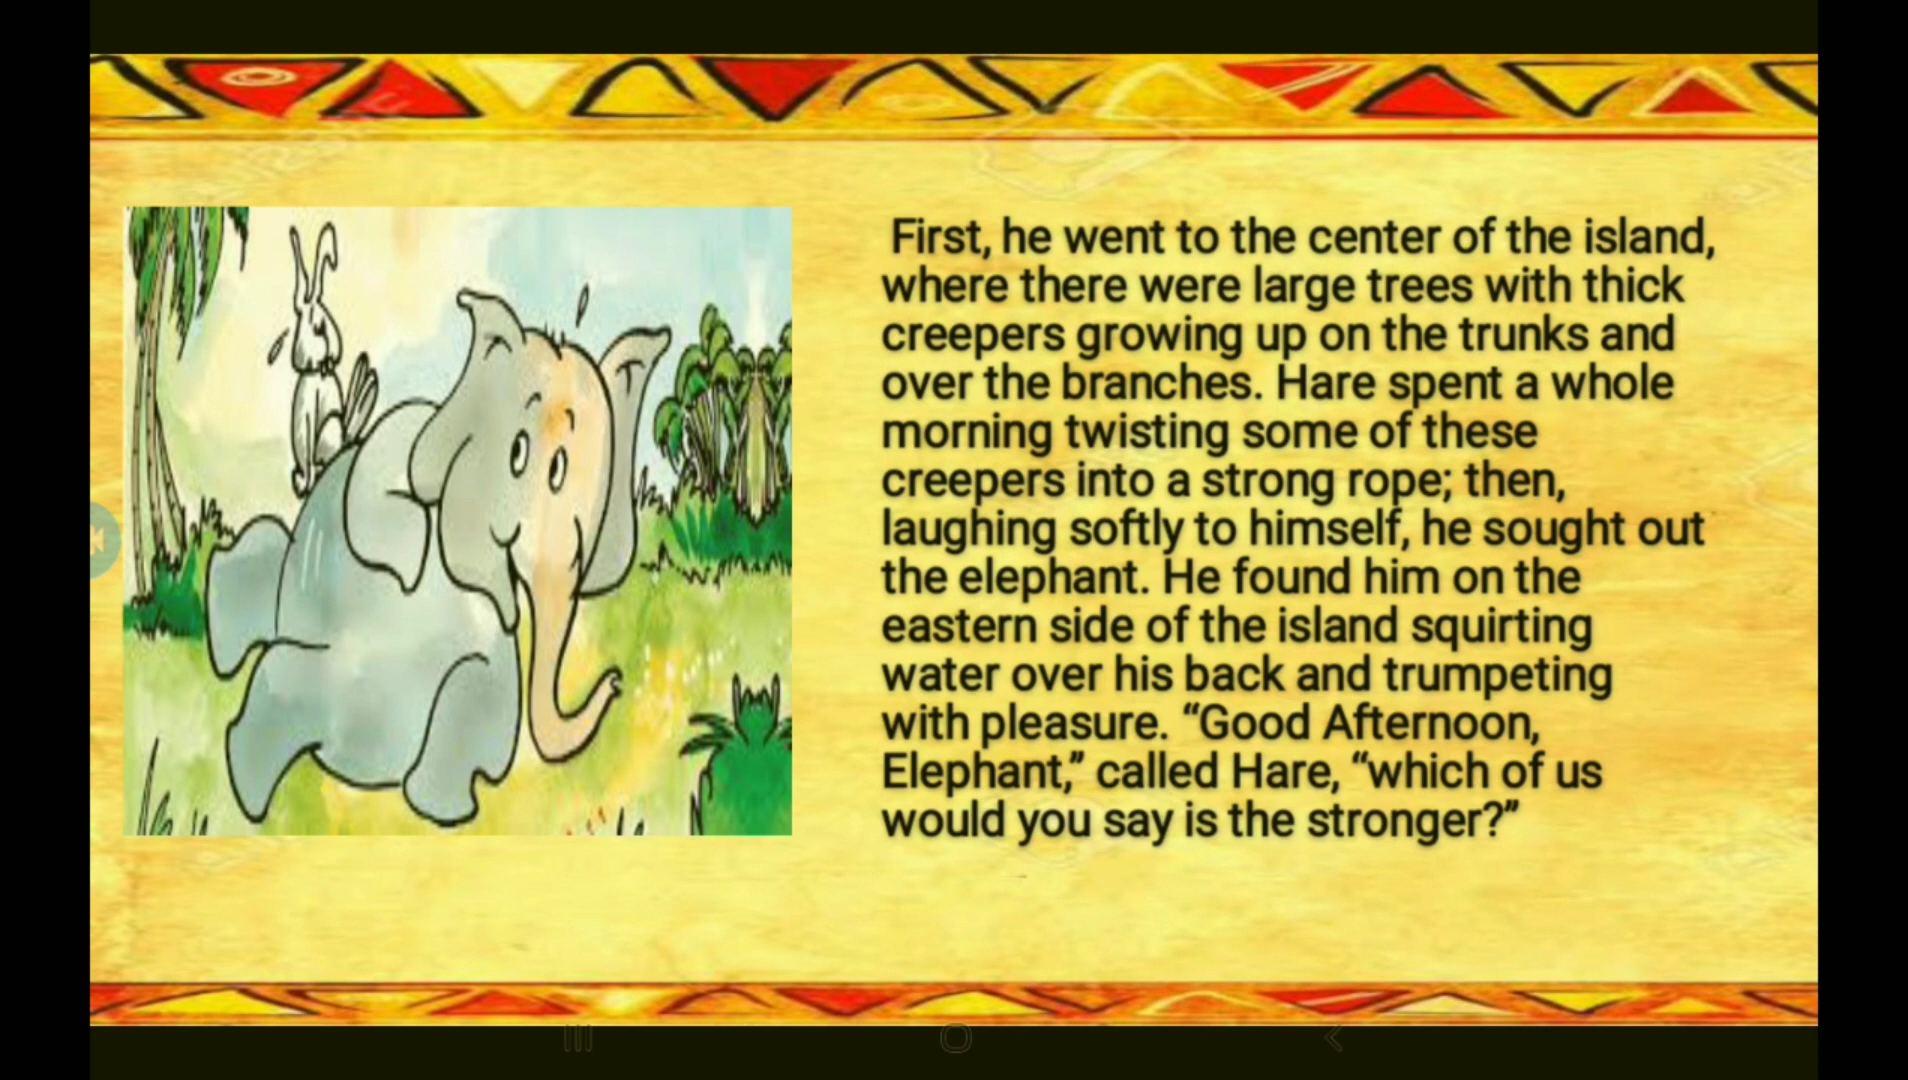 First, he went to the center of the island,
where there were large trees with thick
creepers growing up on the trunks and
over the branches. Hare spent a whole
morning twisting some of these
creepers into a strong rope; then,
laughing softly to himself, he sought out
the elephant. He found him on the
eastern side of the island squirting
water over his back and trumpeting
with pleasure. “Good Afternoon,
Elephant,” called Hare, “which of us
would you say is the stronger?”